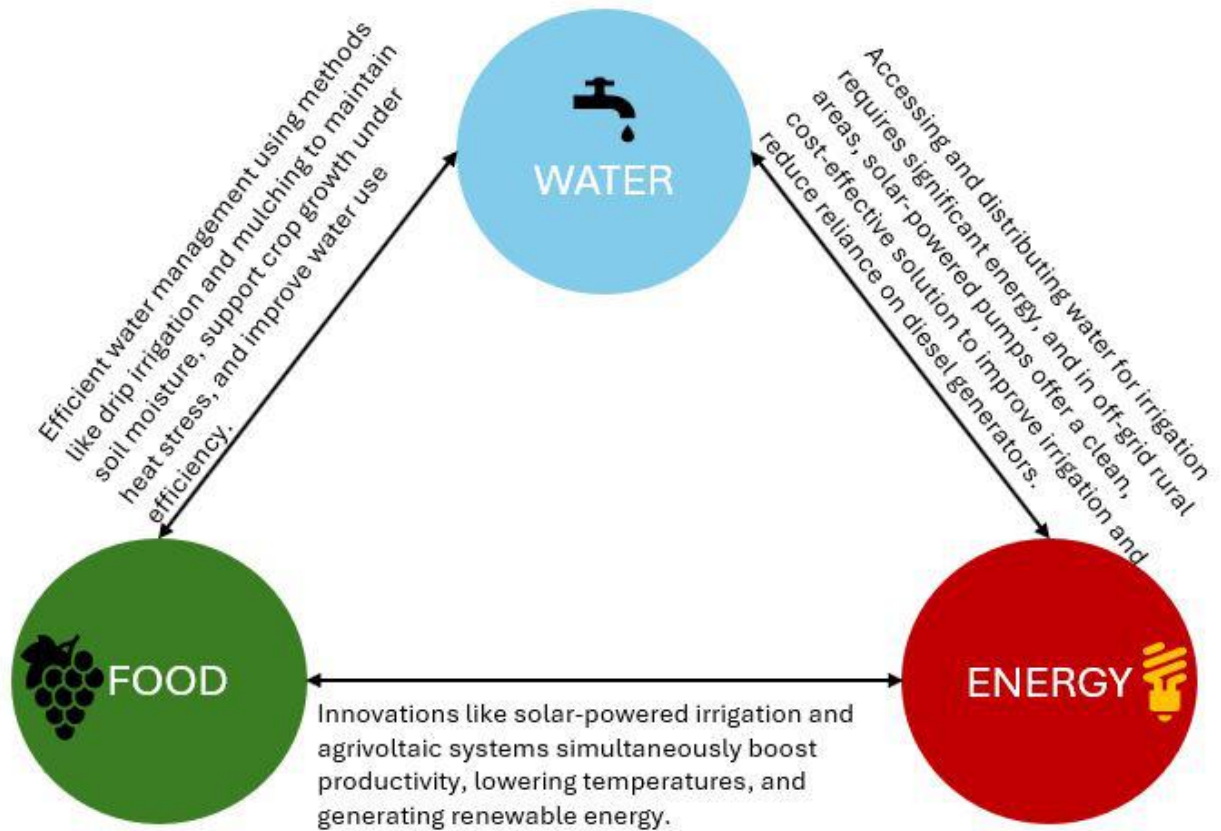 WATER
Efficient water management using methods
like drip irrigation and mulching to maintain
soil moisture, support crop growth under
heat stress, and improve water use
efficiency.
Accessing and distributing water for irrigation
requires significant energy, and in off-grid rural
areas, solar-powered pumps offer a clean,
cost-effective solution to improve irrigation and
reduce reliance on diesel generators.
FOOD
ENERGY
Innovations like solar-powered irrigation and
agrivoltaic systems simultaneously boost
productivity, lowering temperatures, and
generating renewable energy.